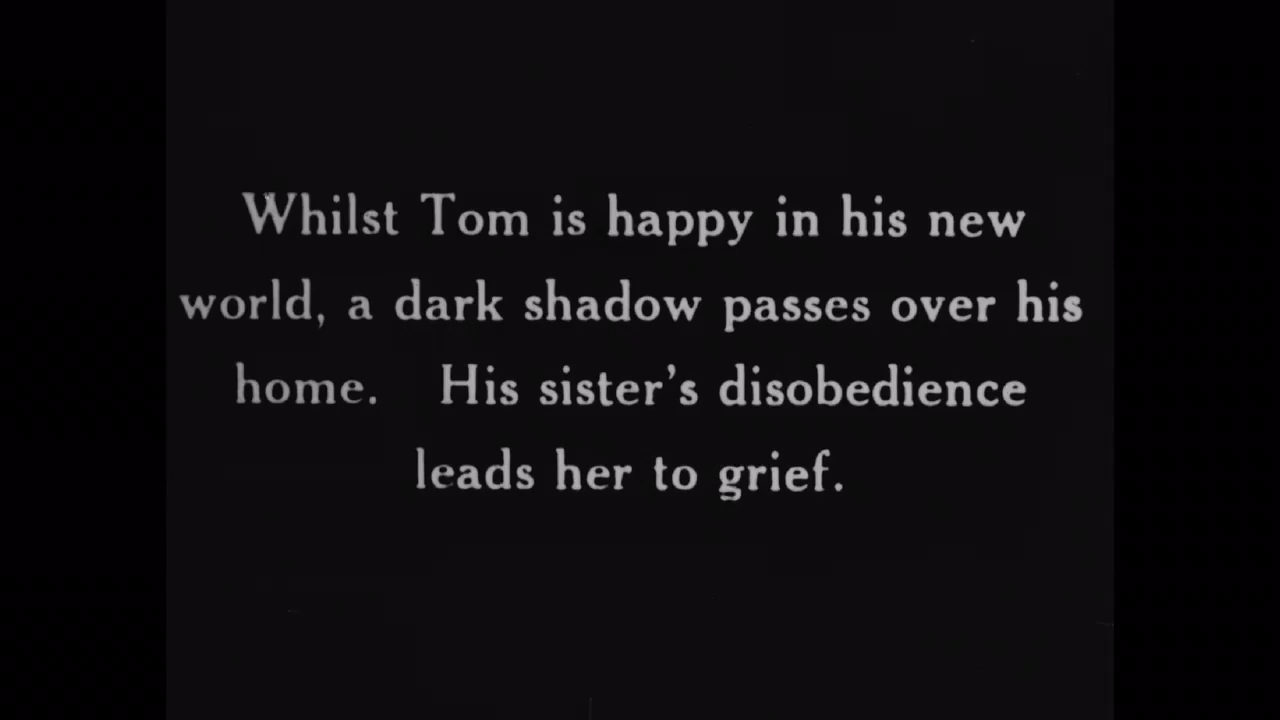 Whilst Tom is happy in his new
world, a dark shadow passes over his
home. His sister's disobedience
leads her to grief.